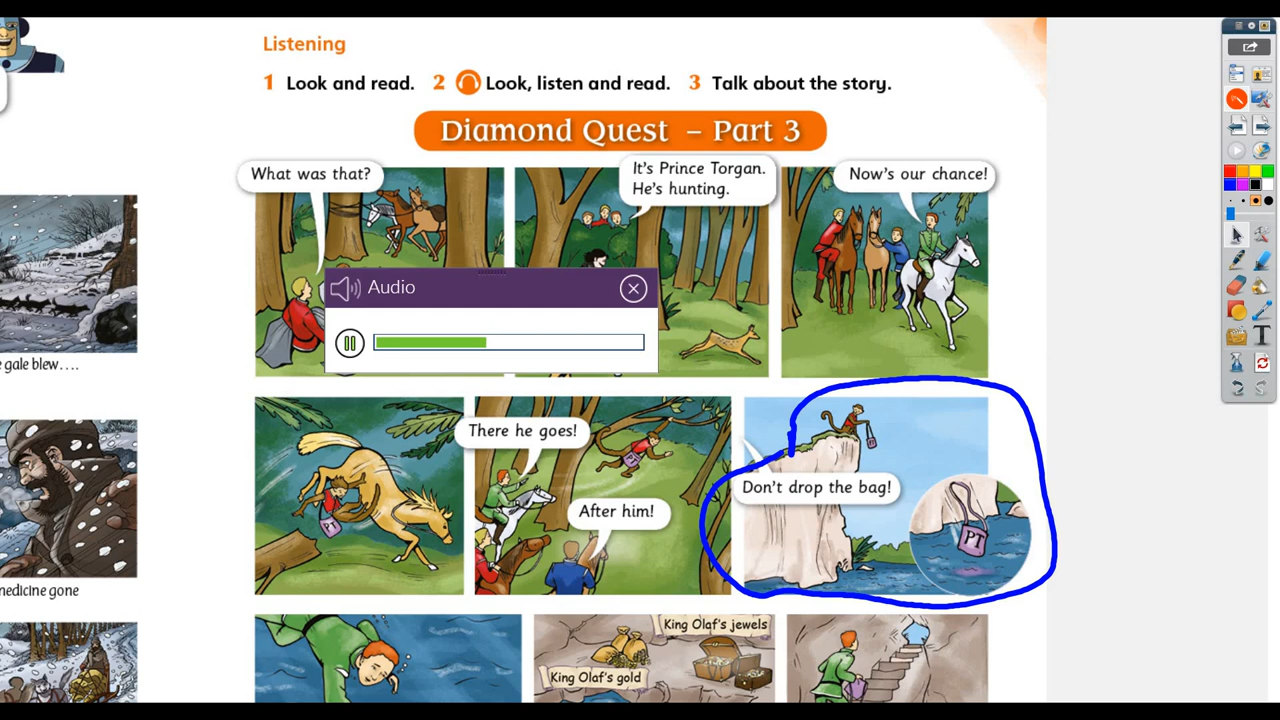 Listening
1 Look and read. 2 Look, listen and read. 3 Talk about the story.
Diamond Quest – Part 3
What was that?
It's Prince Torgan.
He's hunting.
Now's our chance!
Audio
gale blew....
There he goes!
After him!
Don't drop the bag!
PT
PT
PT
medicine gone
King Olaf's jewels
King Olaf's gold